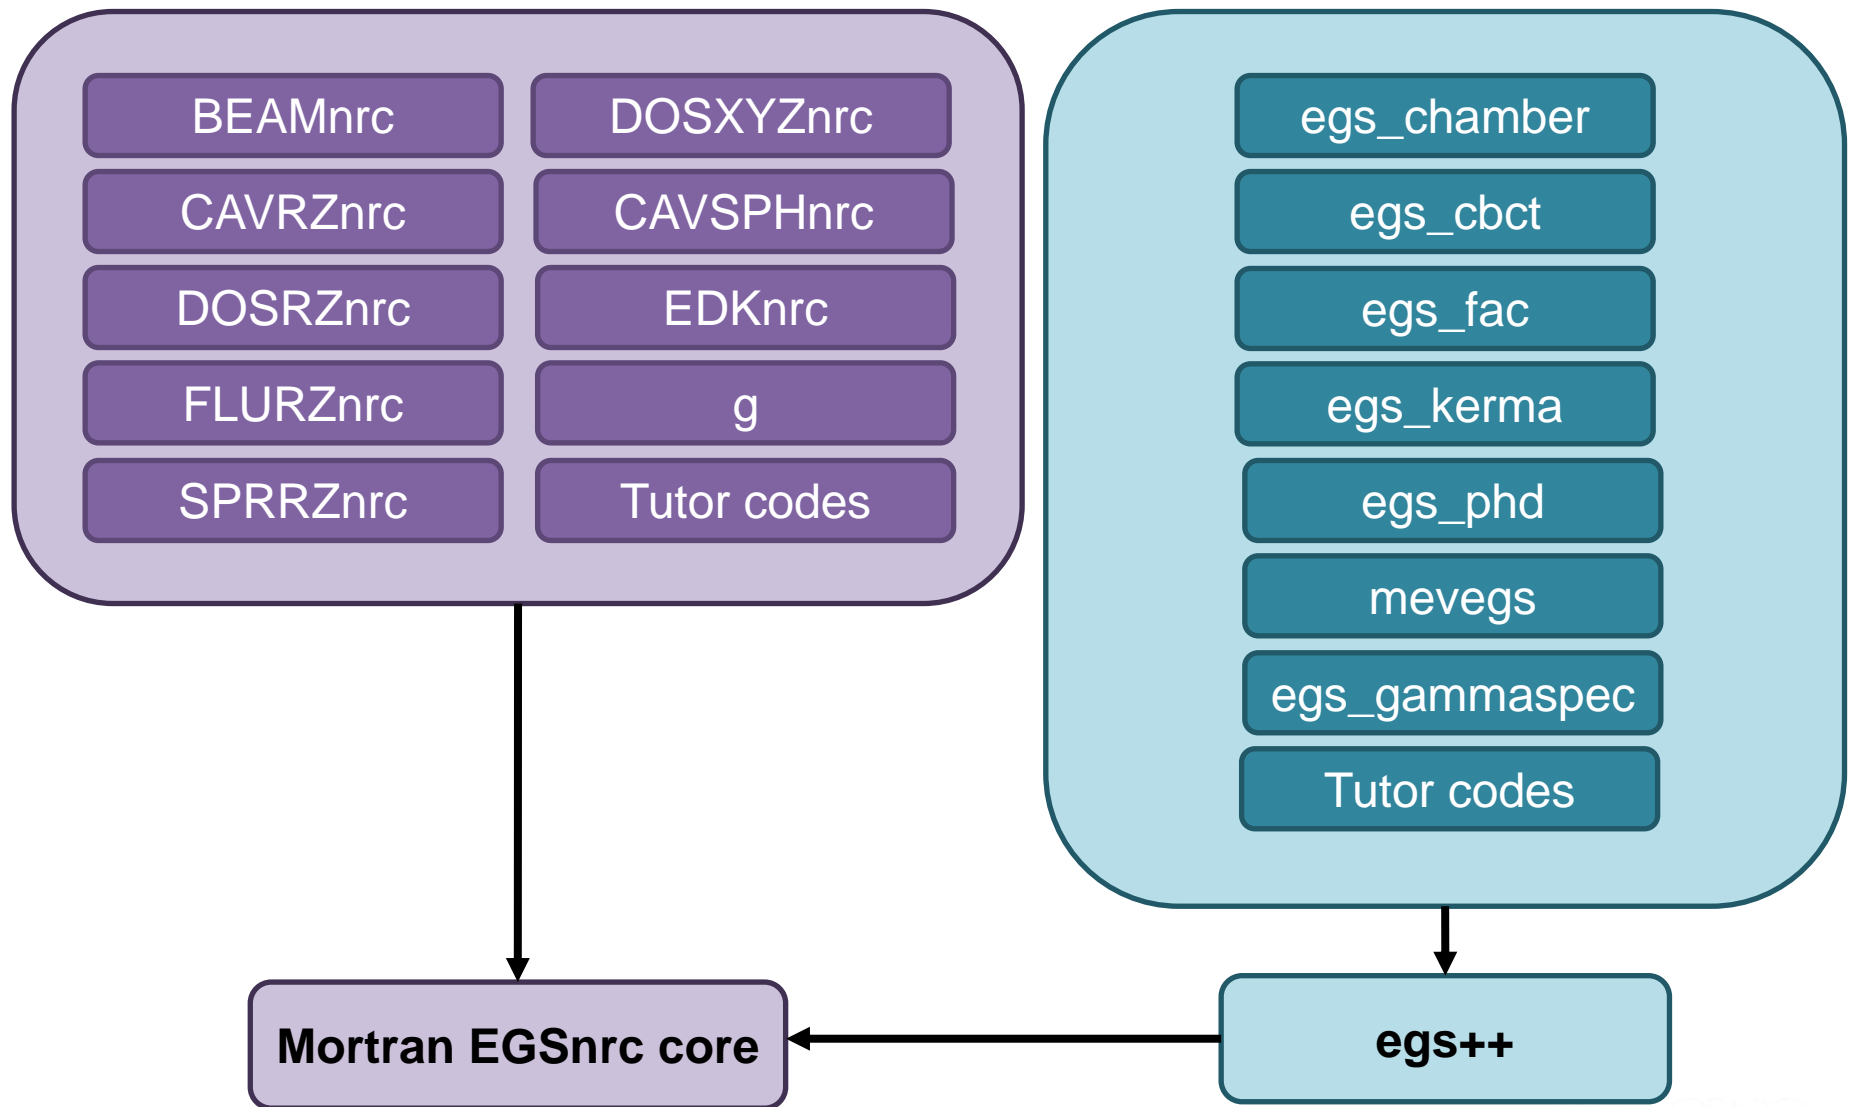 BEAMnrc
DOSXYZnrc
CAVRZnrc
CAVSPHnrc
DOSRZnrc
EDKnrc
FLURZnrc
g
SPRRZnrc
Tutor codes
egs_chamber
egs_cbct
egs_fac
egs_kerma
egs_phd
mevegs
egs_gammaspec
Tutor codes
Mortran EGSnrc core
egs++